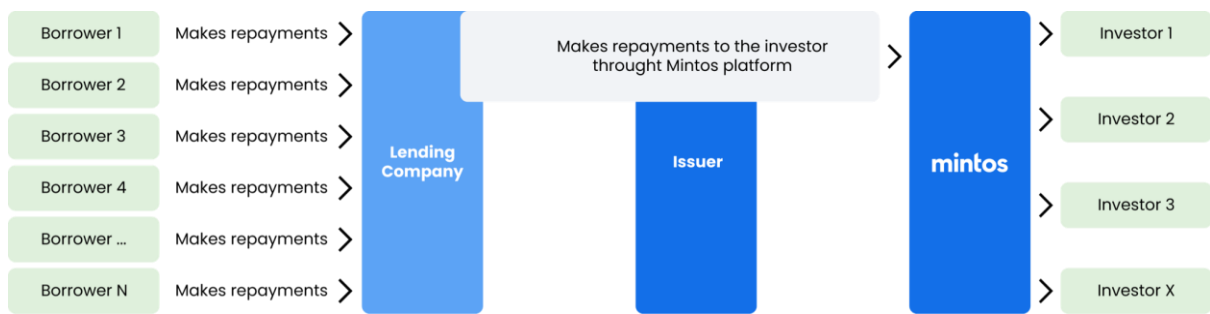 Borrower 1 Makes repayments
Borrower 2 Makes repayments
Borrower 3 Makes repayments
Borrower 4 Makes repayments
Borrower ... Makes repayments
Borrower N Makes repayments
Lending
Company
Makes repayments to the investor
throught Mintos platform
Issuer
mintos
Investor 1
Investor 2
Investor 3
Investor X